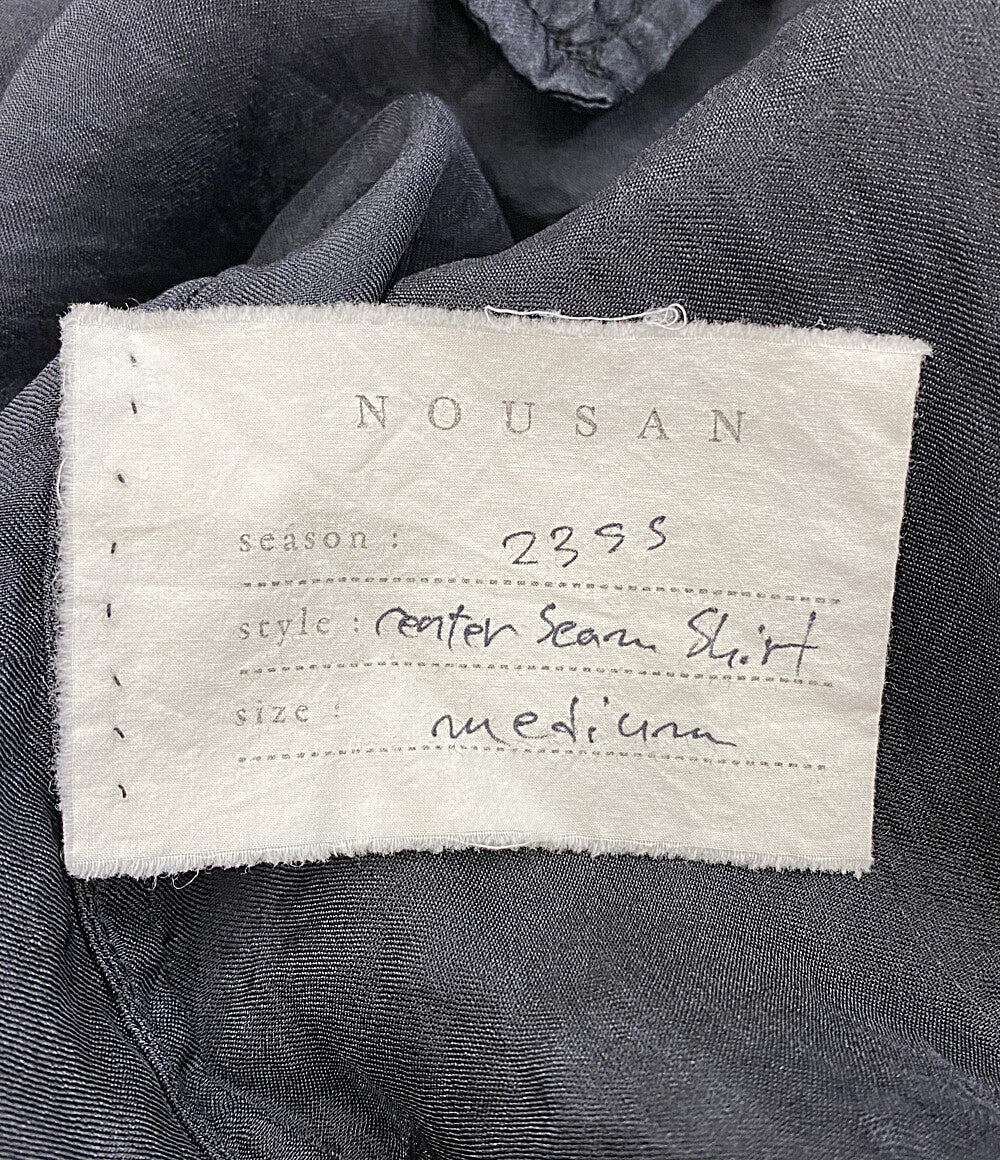 NOUSAN
season : 23SS
style : center Seam Shirt
size : medium